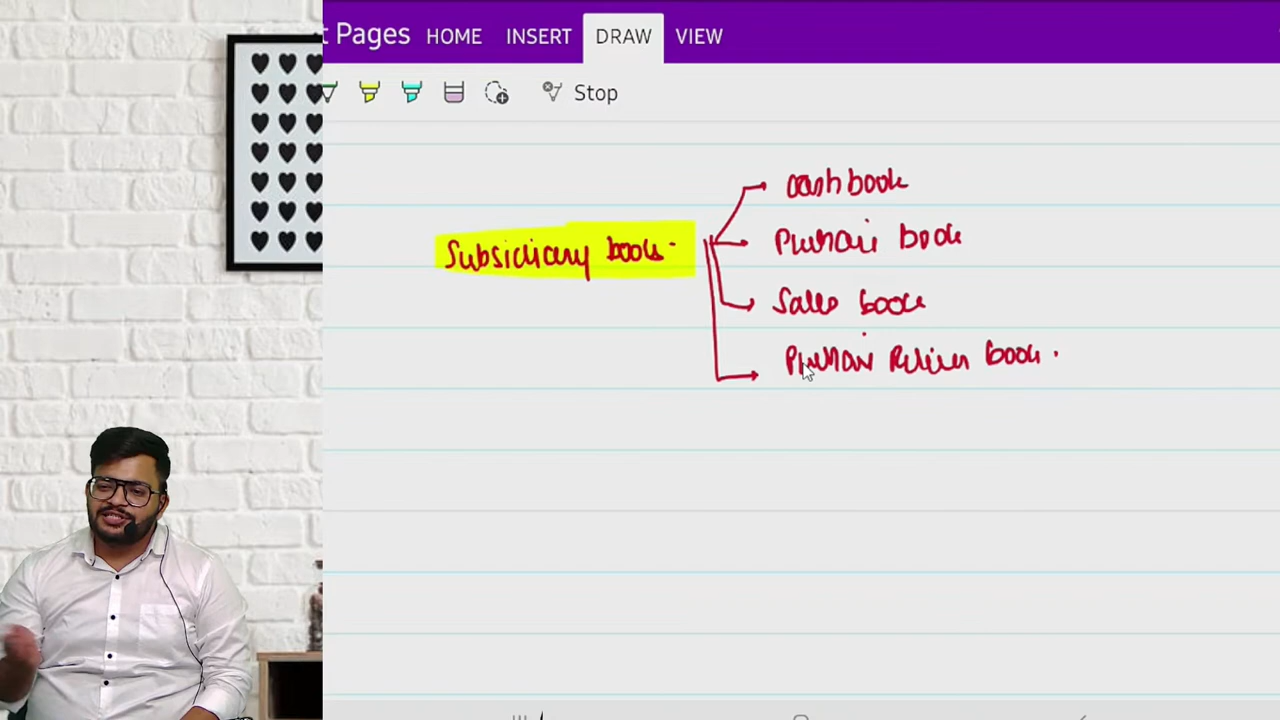 t Pages HOME INSERT DRAW VIEW
Stop
Cash book
Subsidiary book. Purchase book
Sales book
Purchase Return book.